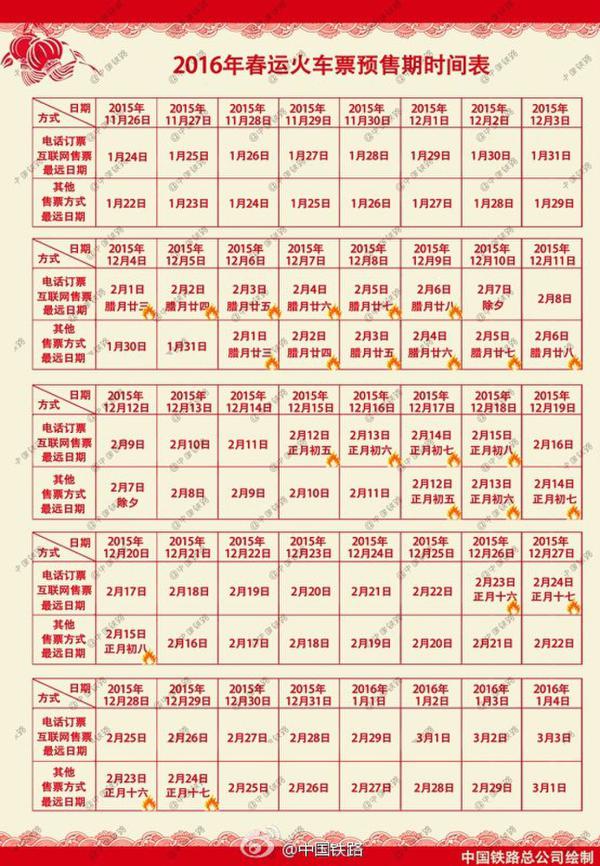 2016年春运火车票预售期时间表
日期 2015年 2015年 2015年 2015年 2015年 2015年 2015年 2015年
方式 11月26日 11月27日 11月28日 11月29日 11月30日 12月1日 12月2日 12月3日
电话订票
互联网售票 1月24日 1月25日 1月26日 1月27日 1月28日 1月29日 1月30日 1月31日
最远日期
其他
售票方式 1月22日 1月23日 1月24日 1月25日 1月26日 1月27日 1月28日 1月29日
最远日期
日期 2015年 2015年 2015年 2015年 2015年 2015年 2015年 2015年
方式 12月4日 12月5日 12月6日 12月7日 12月8日 12月9日 12月10日 12月11日
电话订票 2月1日 2月2日 2月3日 2月4日 2月5日 2月6日 2月7日
互联网售票 腊月廿三 腊月廿四 腊月廿五 腊月廿六 腊月廿七 腊月廿八 除夕 2月8日
最远日期
其他 2月1日 2月2日 2月3日 2月4日 2月5日 2月6日
售票方式 1月30日 1月31日 腊月廿三 腊月廿四 腊月廿五 腊月廿六 腊月廿七 腊月廿八
最远日期
日期 2015年 2015年 2015年 2015年 2015年 2015年 2015年 2015年
方式 12月12日 12月13日 12月14日 12月15日 12月16日 12月17日 12月18日 12月19日
电话订票 2月12日 2月13日 2月14日 2月15日
互联网售票 2月9日 2月10日 2月11日 正月初五 正月初六 正月初七 正月初八 2月16日
最远日期
其他 2月7日 2月12日 2月13日 2月14日
售票方式 除夕 2月8日 2月9日 2月10日 2月11日 正月初五 正月初六 正月初七
最远日期
日期 2015年 2015年 2015年 2015年 2015年 2015年 2015年 2015年
方式 12月20日 12月21日 12月22日 12月23日 12月24日 12月25日 12月26日 12月27日
电话订票 2月23日 2月24日
互联网售票 2月17日 2月18日 2月19日 2月20日 2月21日 2月22日 正月十六 正月十七
最远日期
其他 2月15日
售票方式 正月初八 2月16日 2月17日 2月18日 2月19日 2月20日 2月21日 2月22日
最远日期
日期 2015年 2015年 2015年 2015年 2016年 2016年 2016年 2016年
方式 12月28日 12月29日 12月30日 12月31日 1月1日 1月2日 1月3日 1月4日
电话订票
互联网售票 2月25日 2月26日 2月27日 2月28日 2月29日 3月1日 3月2日 3月3日
最远日期
其他 2月23日 2月24日
售票方式 正月十六 正月十七 2月25日 2月26日 2月27日 2月28日 2月29日 3月1日
最远日期
@中国铁路
中国铁路总公司绘制